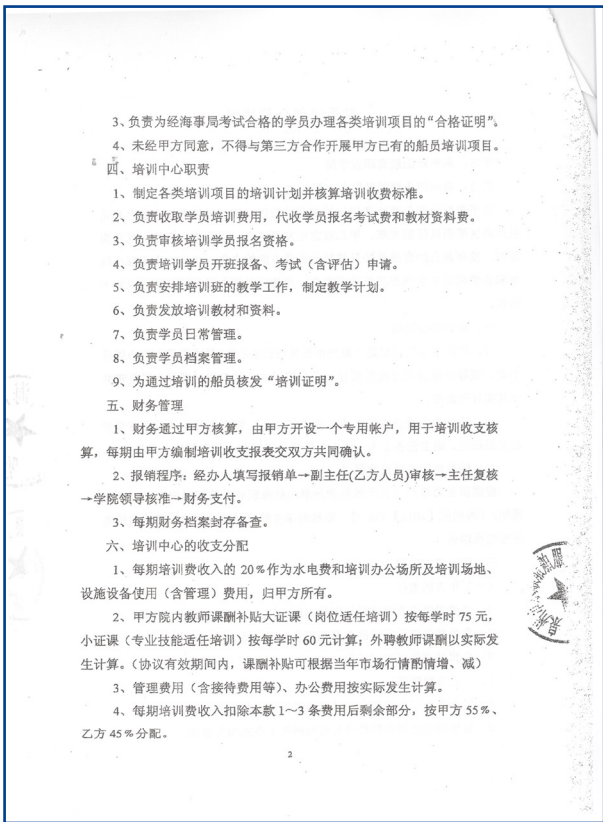 3、负责为经海事局考试合格的学员办理各类培训项目的“合格证明”。
4、未经甲方同意，不得与第三方合作开展甲方已有的船员培训项目。
四、培训中心职责
1、制定各类培训项目的培训计划并核算培训收费标准。
2、负责收取学员培训费用，代收学员报名考试费和教材资料费。
3、负责审核培训学员报名资格。
4、负责培训学员开班报备、考试（含评估）申请。
5、负责安排培训班的教学工作，制定教学计划。
6、负责发放培训教材和资料。
7、负责学员日常管理。
8、负责学员档案管理。
9、为通过培训的船员核发“培训证明”。
五、财务管理
1、财务通过甲方核算，由甲方开设一个专用帐户，用于培训收支核
算，每期由甲方编制培训收支报表交双方共同确认。
2、报销程序：经办人填写报销单→副主任(乙方人员)审核→主任复核
→学院领导核准→财务支付。
3、每期财务档案封存备查。
六、培训中心的收支分配
1、每期培训费收入的 20%作为水电费和培训办公场所及培训场地、
设施设备使用（含管理）费用，归甲方所有。
2、甲方院内教师课酬补贴大证课（岗位适任培训）按每学时 75 元，
小证课（专业技能适任培训）按每学时 60 元计算；外聘教师课酬以实际发
生计算。（协议有效期间内，课酬补贴可根据当年市场行情酌情增、减）
3、管理费用（含接待费用等）、办公费用按实际发生计算。
4、每期培训费收入扣除本款 1～3 条费用后剩余部分，按甲方 55%、
乙方 45%分配。
2